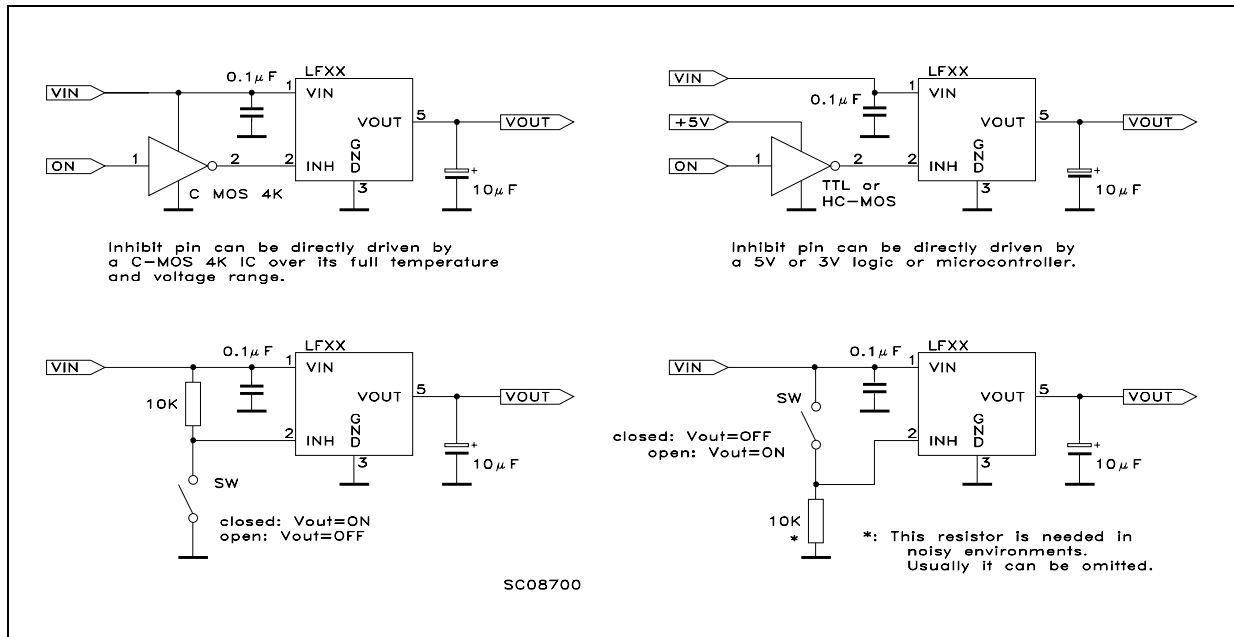 LFXX
0.1µF
VIN
1
VIN
VOUT
5
VOUT
ON
1
2
2
INH
GND
3
+
10µF
C MOS 4K
Inhibit pin can be directly driven by
a C-MOS 4K IC over its full temperature
and voltage range.
LFXX
VIN
1
VIN
0.1µF
+5V
VOUT
5
VOUT
ON
1
2
2
INH
GND
3
+
10µF
TTL or
HC-MOS
Inhibit pin can be directly driven by
a 5V or 3V logic or microcontroller.
LFXX
0.1µF
VIN
1
VIN
10K
VOUT
5
VOUT
2
INH
GND
3
+
10µF
SW
closed: Vout=ON
open: Vout=OFF
LFXX
0.1µF
VIN
1
VIN
SW
VOUT
5
VOUT
closed: Vout=OFF
open: Vout=ON
2
INH
GND
3
+
10µF
10K
*
*: This resistor is needed in
noisy environments.
Usually it can be omitted.
SC08700